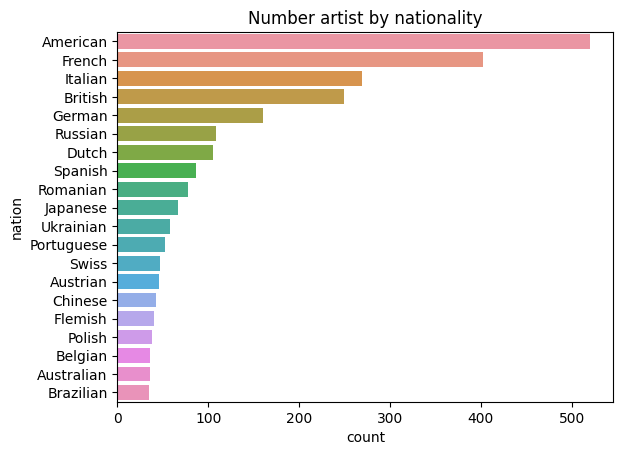 Number artist by nationality
American
French
Italian
British
German
Russian
Dutch
Spanish
Romanian
Japanese
Ukrainian
Portuguese
Swiss
Austrian
Chinese
Flemish
Polish
Belgian
Australian
Brazilian
nation
0 100 200 300 400 500
count